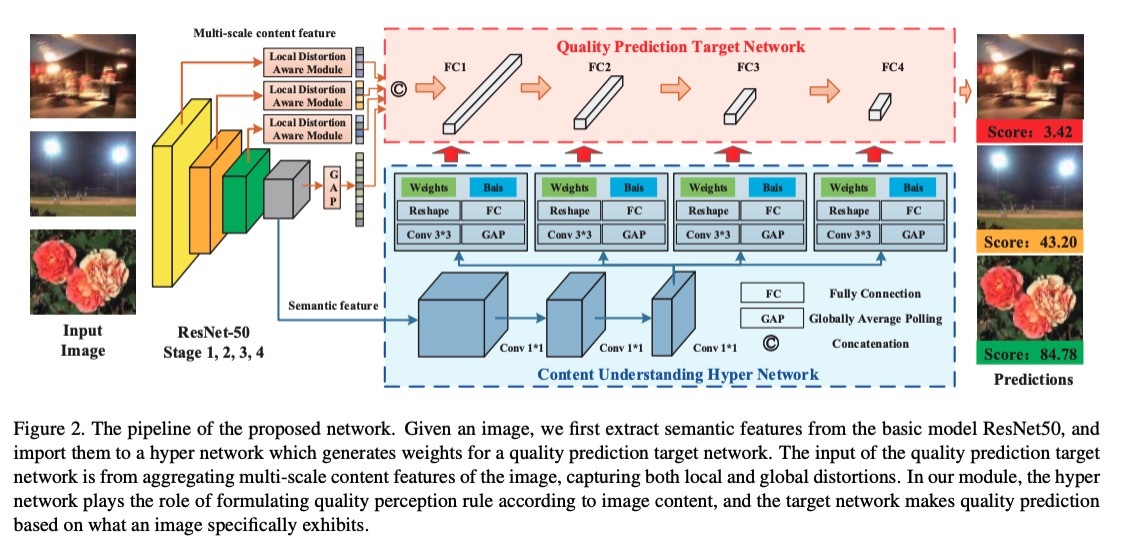 Multi-scale content feature
Local Distortion
Aware Module
Local Distortion
Aware Module
Local Distortion
Aware Module
GAP
Input
Image
ResNet-50
Stage 1, 2, 3, 4
Semantic feature
Quality Prediction Target Network
FC1
FC2
FC3
FC4
©
Weights Bais
Reshape FC
Conv 3*3 GAP
Weights Bais
Reshape FC
Conv 3*3 GAP
Weights Bais
Reshape FC
Conv 3*3 GAP
Weights Bais
Reshape FC
Conv 3*3 GAP
Conv 1*1
Conv 1*1
Conv 1*1
FC Fully Connection
GAP Globally Average Polling
© Concatenation
Content Understanding Hyper Network
Score: 3.42
Score: 43.20
Score: 84.78
Predictions
Figure 2. The pipeline of the proposed network. Given an image, we first extract semantic features from the basic model ResNet50, and
import them to a hyper network which generates weights for a quality prediction target network. The input of the quality prediction target
network is from aggregating multi-scale content features of the image, capturing both local and global distortions. In our module, the hyper
network plays the role of formulating quality perception rule according to image content, and the target network makes quality prediction
based on what an image specifically exhibits.